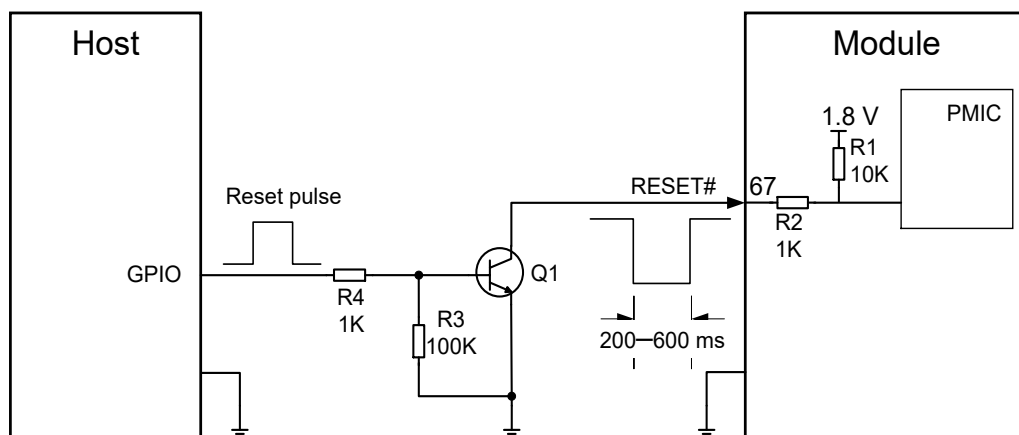 Host
Module
1.8 V
PMIC
R1
10K
RESET#
67
Reset pulse
R2
1K
GPIO
Q1
R4
1K
R3
100K
200－600 ms